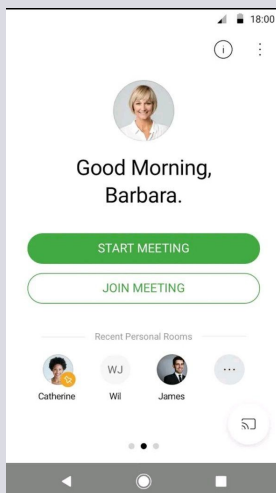 18:00
Good Morning,
Barbara.
START MEETING
JOIN MEETING
Recent Personal Rooms
WJ
Catherine Wil James